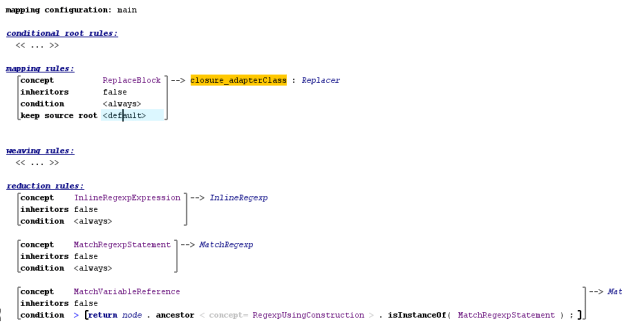 mapping configuration: main
conditional root rules:
<< ... >>
mapping rules:
concept ReplaceBlock --> closure_adapterClass : Replacer
inheritors false
condition <always>
keep source root <default>
weaving rules:
<< ... >>
reduction rules:
concept InlineRegexpExpression --> InlineRegexp
inheritors false
condition <always>
concept MatchRegexpStatement --> MatchRegexp
inheritors false
condition <always>
concept MatchVariableReference --> Mat
inheritors false
condition > [return node . ancestor < concept= RegexpUsingConstruction > . isInstanceOf( MatchRegexpStatement ) ; ]